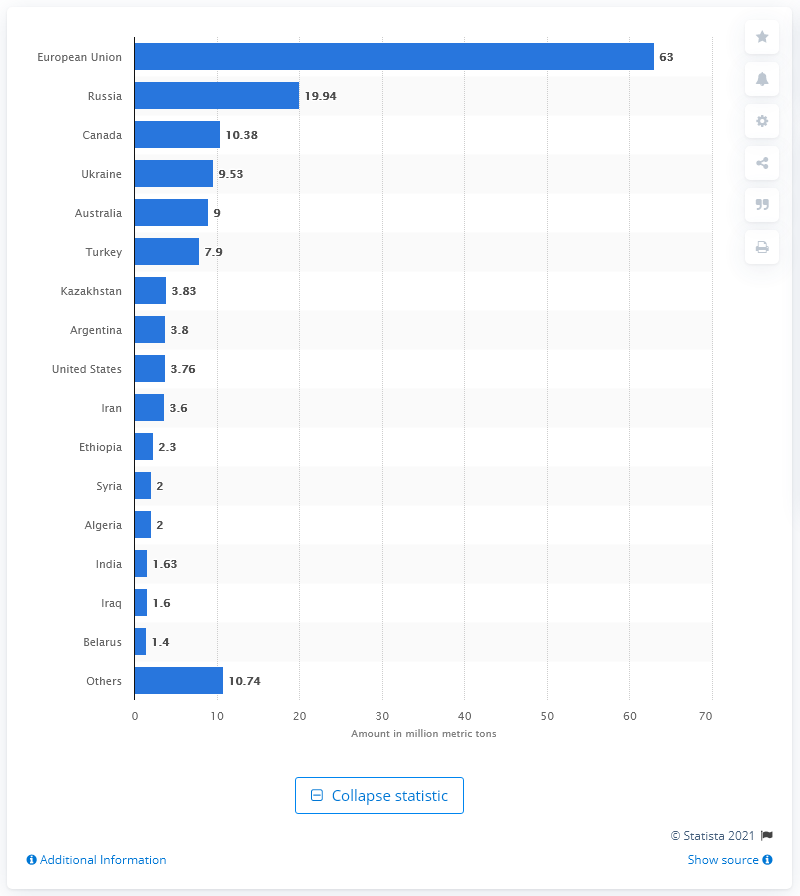 European Union 63
Russia 19.94
Canada 10.38
Ukraine 9.53
Australia 9
Turkey 7.9
Kazakhstan 3.83
Argentina 3.8
United States 3.76
Iran 3.6
Ethiopia 2.3
Syria 2
Algeria 2
India 1.63
Iraq 1.6
Belarus 1.4
Others 10.74
0 10 20 30 40 50 60 70
Amount in million metric tons
Collapse statistic
© Statista 2021
Additional Information Show source